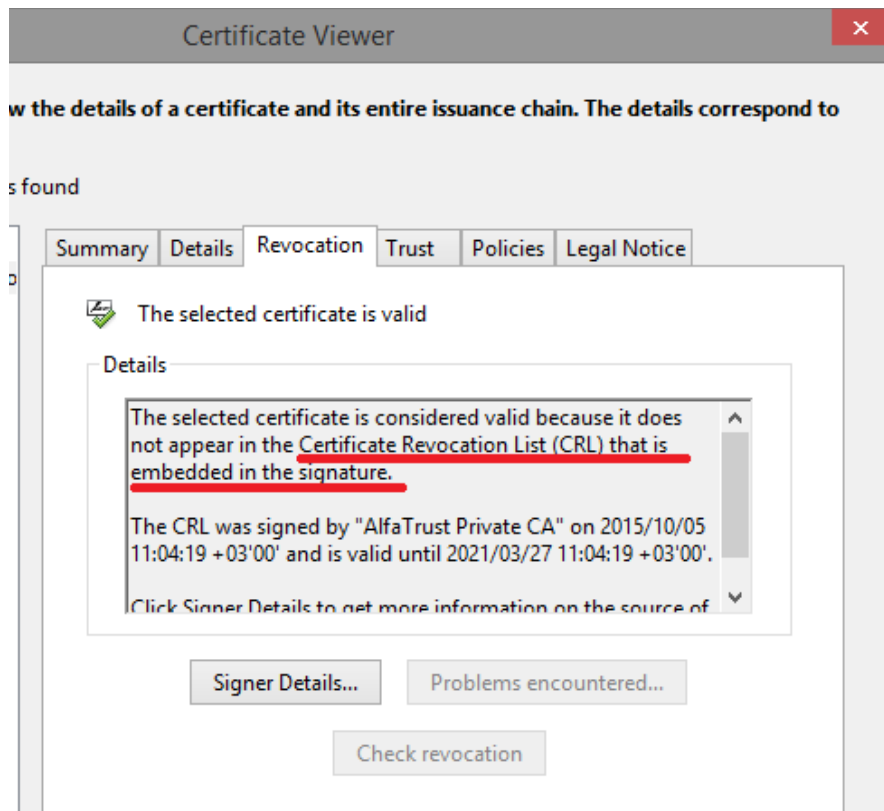 Certificate Viewer
w the details of a certificate and its entire issuance chain. The details correspond to
s found
Summary Details Revocation Trust Policies Legal Notice
The selected certificate is valid
Details
The selected certificate is considered valid because it does
not appear in the Certificate Revocation List (CRL) that is
embedded in the signature.
The CRL was signed by "AlfaTrust Private CA" on 2015/10/05
11:04:19 +03'00' and is valid until 2021/03/27 11:04:19 +03'00'.
Click Signer Details to get more information on the source of
Signer Details...
Problems encountered...
Check revocation